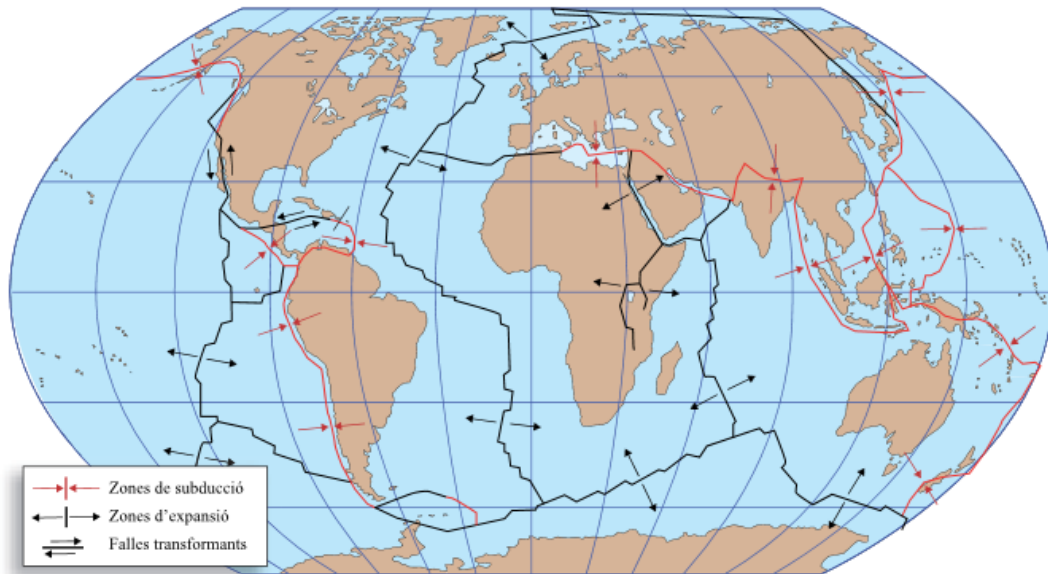 Zones de subducció
Zones d'expansió
Falles transformants